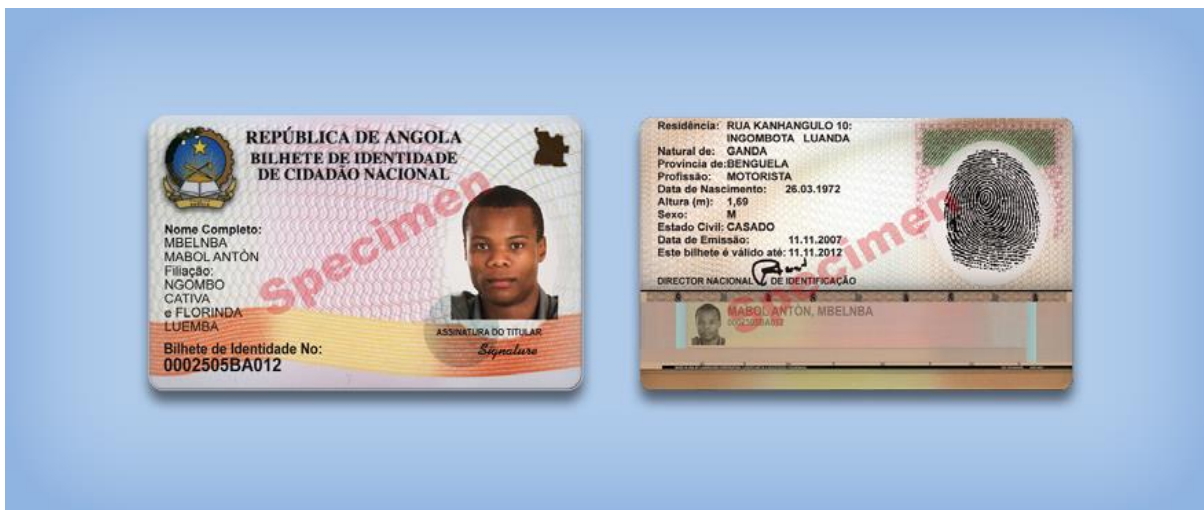 REPÚBLICA DE ANGOLA
BILHETE DE IDENTIDADE
DE CIDADÃO NACIONAL
Specimen
Nome Completo:
MBELNBA
MABOL ANTÓN
Filiação:
NGOMBO
CATIVA
e FLORINDA
LUEMBA
ASSINATURA DO TITULAR
Signature
Bilhete de Identidade No:
0002505BA012
Residência: RUA KANHANGULO 10:
INGOMBOTA LUANDA
Natural de: GANDA
Provincia de:BENGUELA
Profissão: MOTORISTA
Data de Nascimento: 26.03.1972
Altura (m): 1,69
Sexo: M
Estado Civil: CASADO
Data de Emissão: 11.11.2007
Este bilhete é válido até: 11.11.2012
DIRECTOR NACIONAL DE IDENTIFICAÇÃO
Specimen
MABOL ANTÓN, MBELNBA
0002505BA012